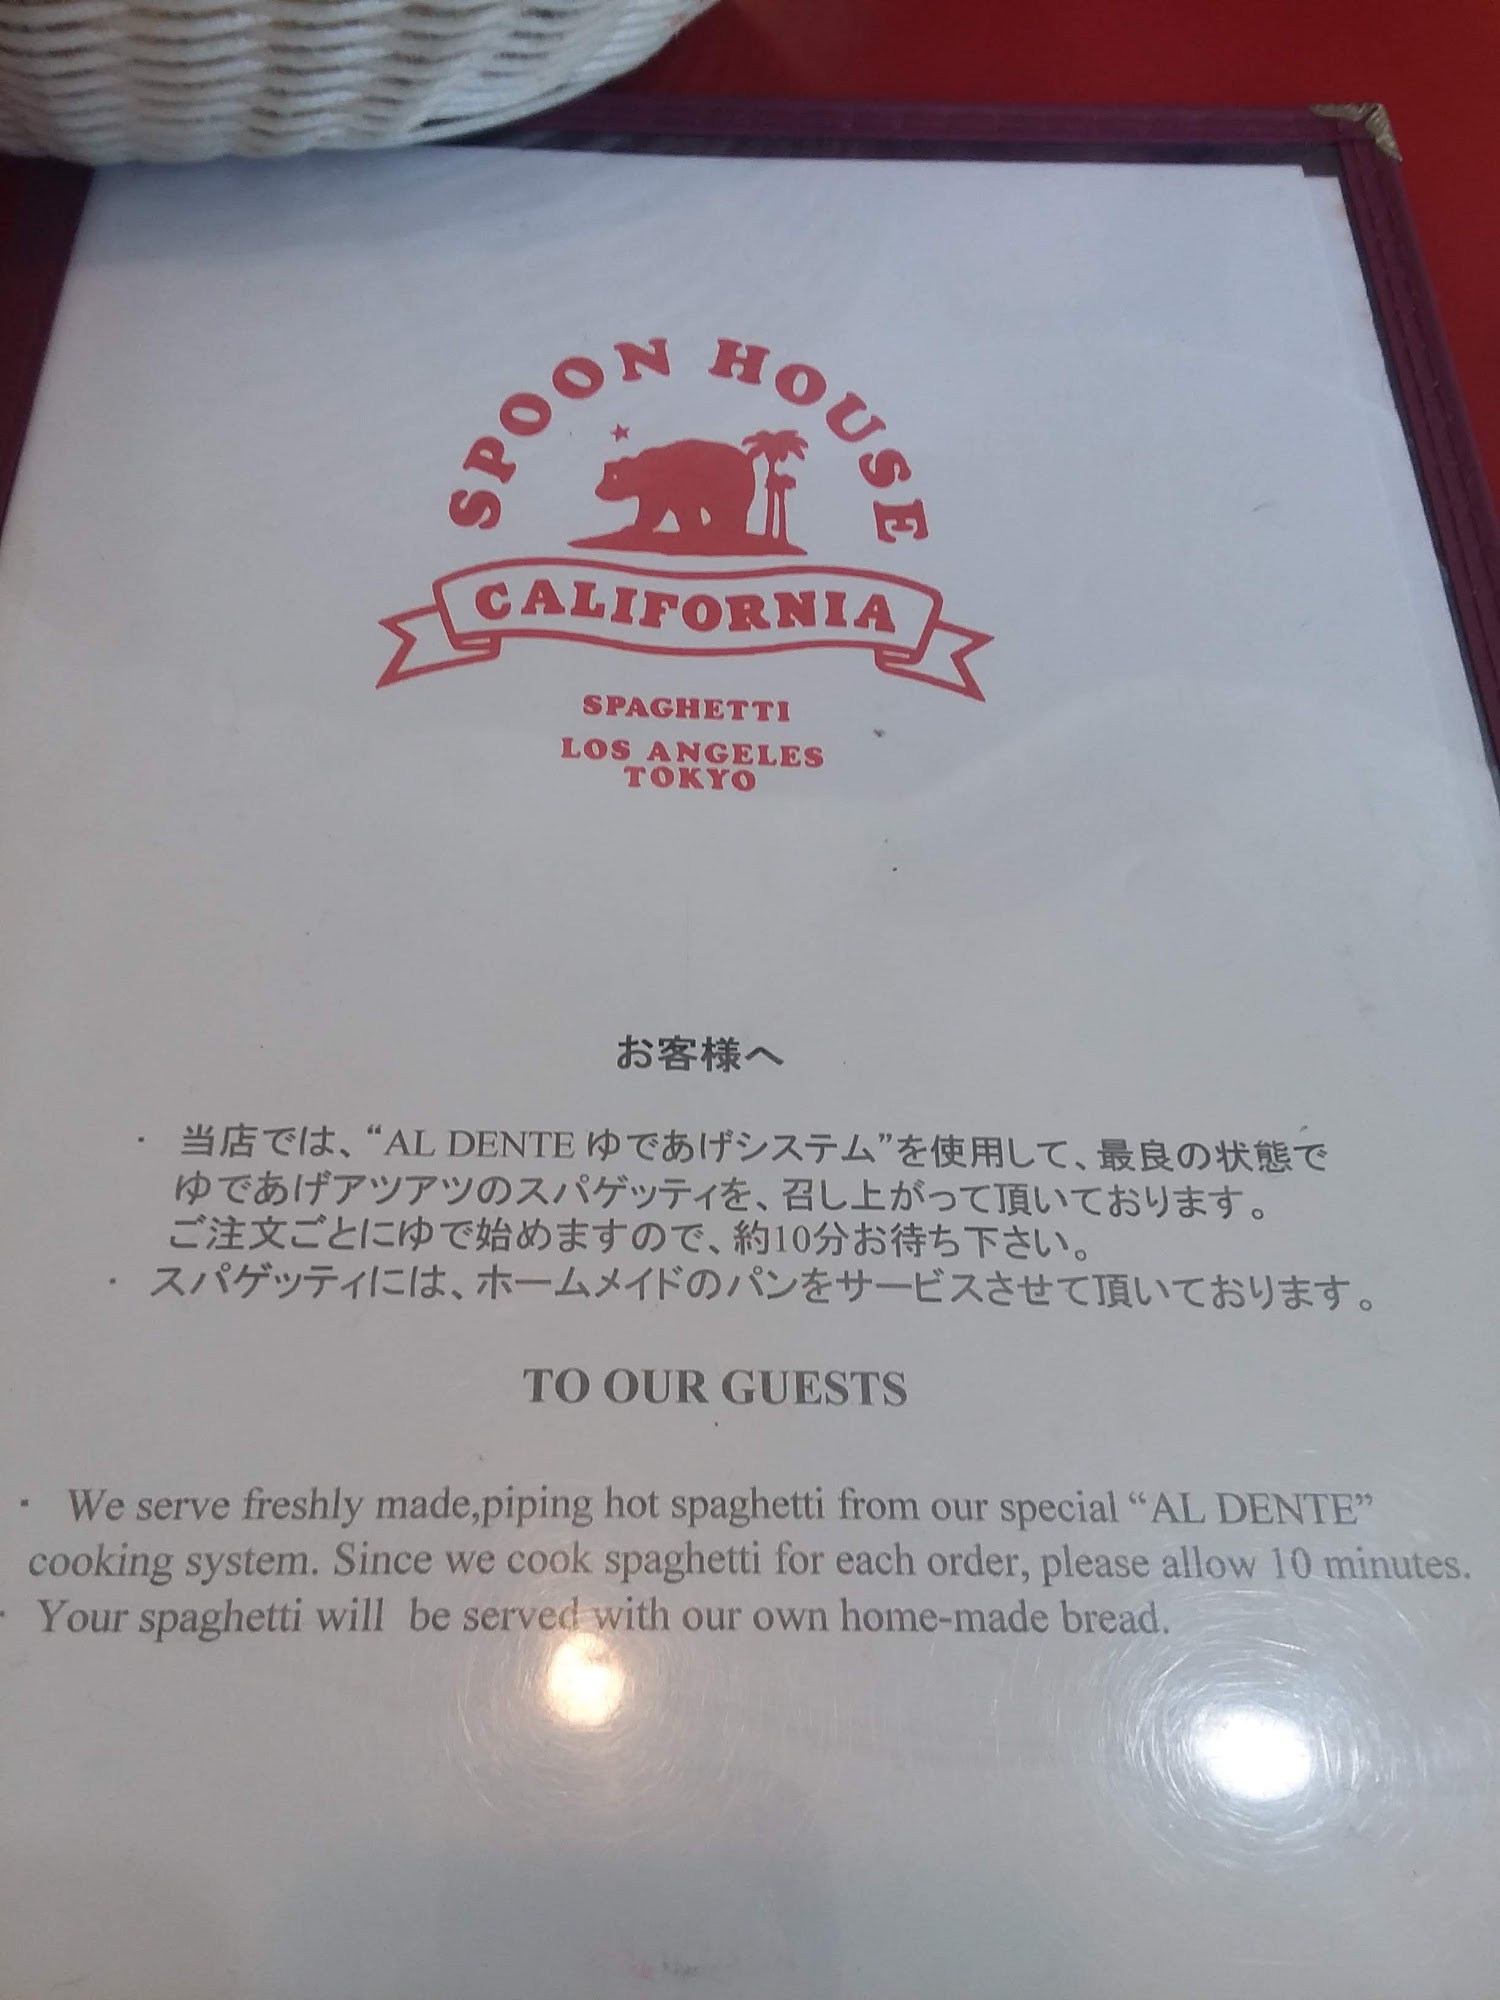 SPOON HOUSE
CALIFORNIA
SPAGHETTI
LOS ANGELES
TOKYO
お客様へ
・ 当店では、“AL DENTE ゆであげシステム”を使用して、最良の状態で
ゆであげアツアツのスパゲッティを、召し上がって頂いております。
ご注文ごとにゆで始めますので、約10分お待ち下さい。
・ スパゲッティには、ホームメイドのパンをサービスさせて頂いております。
TO OUR GUESTS
・ We serve freshly made,piping hot spaghetti from our special “AL DENTE”
cooking system. Since we cook spaghetti for each order, please allow 10 minutes.
・ Your spaghetti will be served with our own home-made bread.